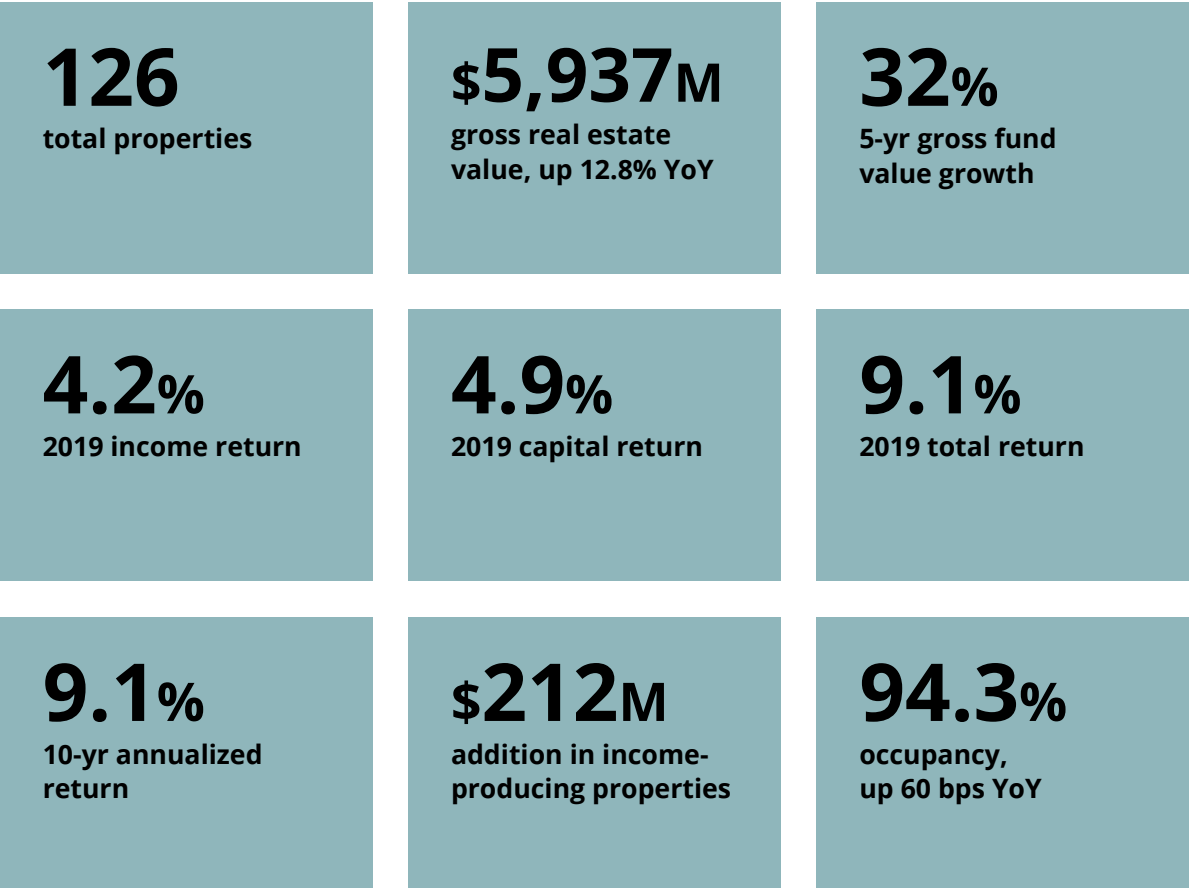 126
total properties
$5,937M
gross real estate
value, up 12.8% YoY
32%
5-yr gross fund
value growth
4.2%
2019 income return
4.9%
2019 capital return
9.1%
2019 total return
9.1%
10-yr annualized
return
$212M
addition in income-
producing properties
94.3%
occupancy,
up 60 bps YoY